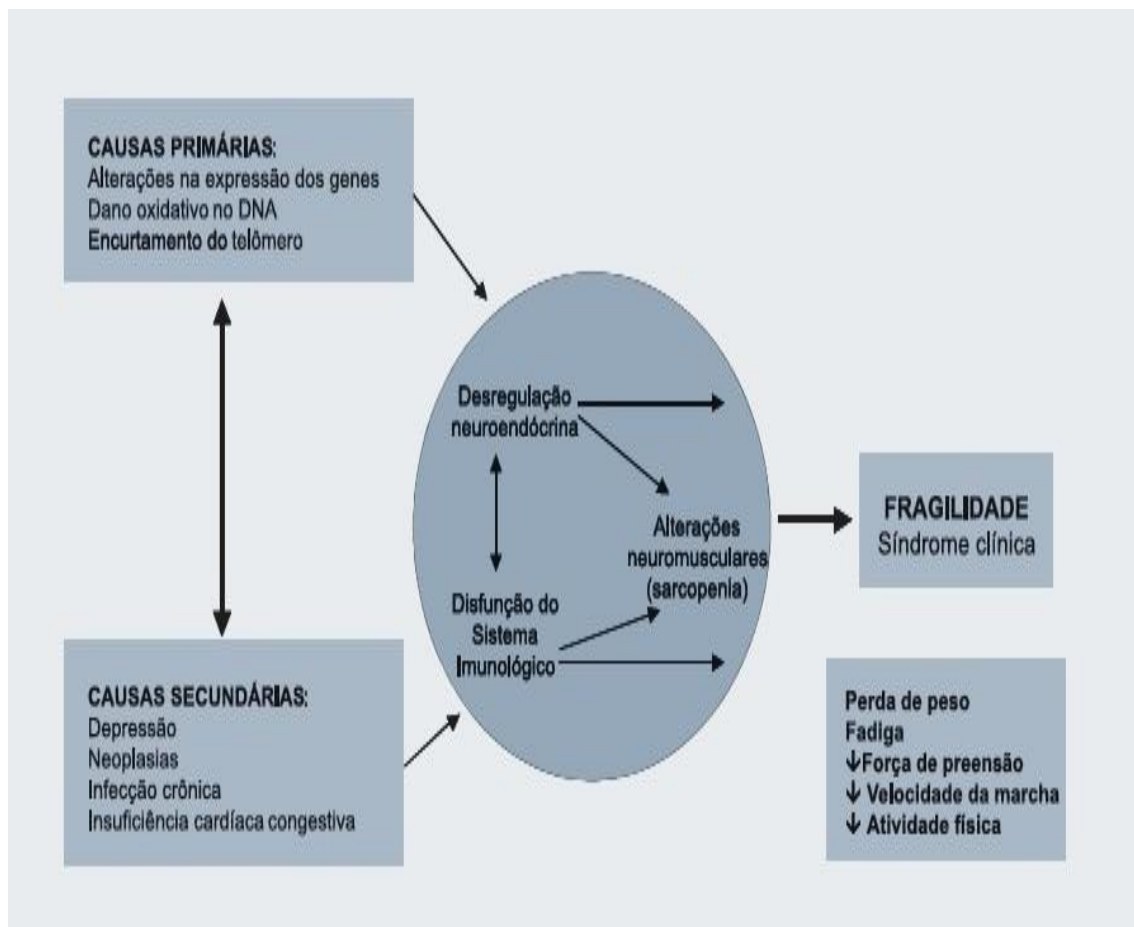 CAUSAS PRIMÁRIAS:
Alterações na expressão dos genes
Dano oxidativo no DNA
Encurtamento do telômero
Desregulação
neuroendócrina
Alterações
neuromusculares
(sarcopenia)
Disfunção do
Sistema
Imunológico
CAUSAS SECUNDÁRIAS:
Depressão
Neoplasias
Infecção crônica
Insuficiência cardíaca congestiva
FRAGILIDADE
Síndrome clínica
Perda de peso
Fadiga
↓Força de preensão
↓ Velocidade da marcha
↓ Atividade física